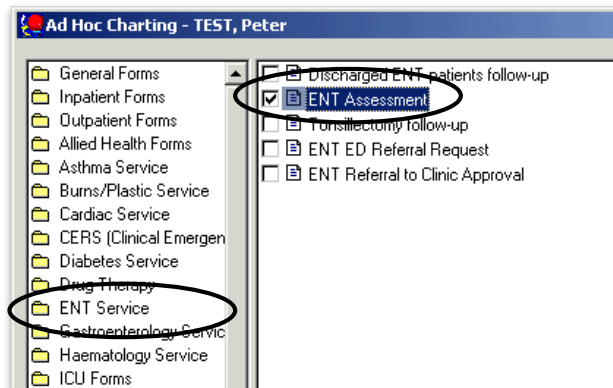 Ad Hoc Charting - TEST, Peter
General Forms
Inpatient Forms
Outpatient Forms
Allied Health Forms
Asthma Service
Burns/Plastic Service
Cardiac Service
CERS (Clinical Emergen
Diabetes Service
Drug Therapy
ENT Service
Gastroenterology Servic
Haematology Service
ICU Forms
Discharged ENT patients follow-up
ENT Assessment
Tonsillectomy follow-up
ENT ED Referral Request
ENT Referral to Clinic Approval